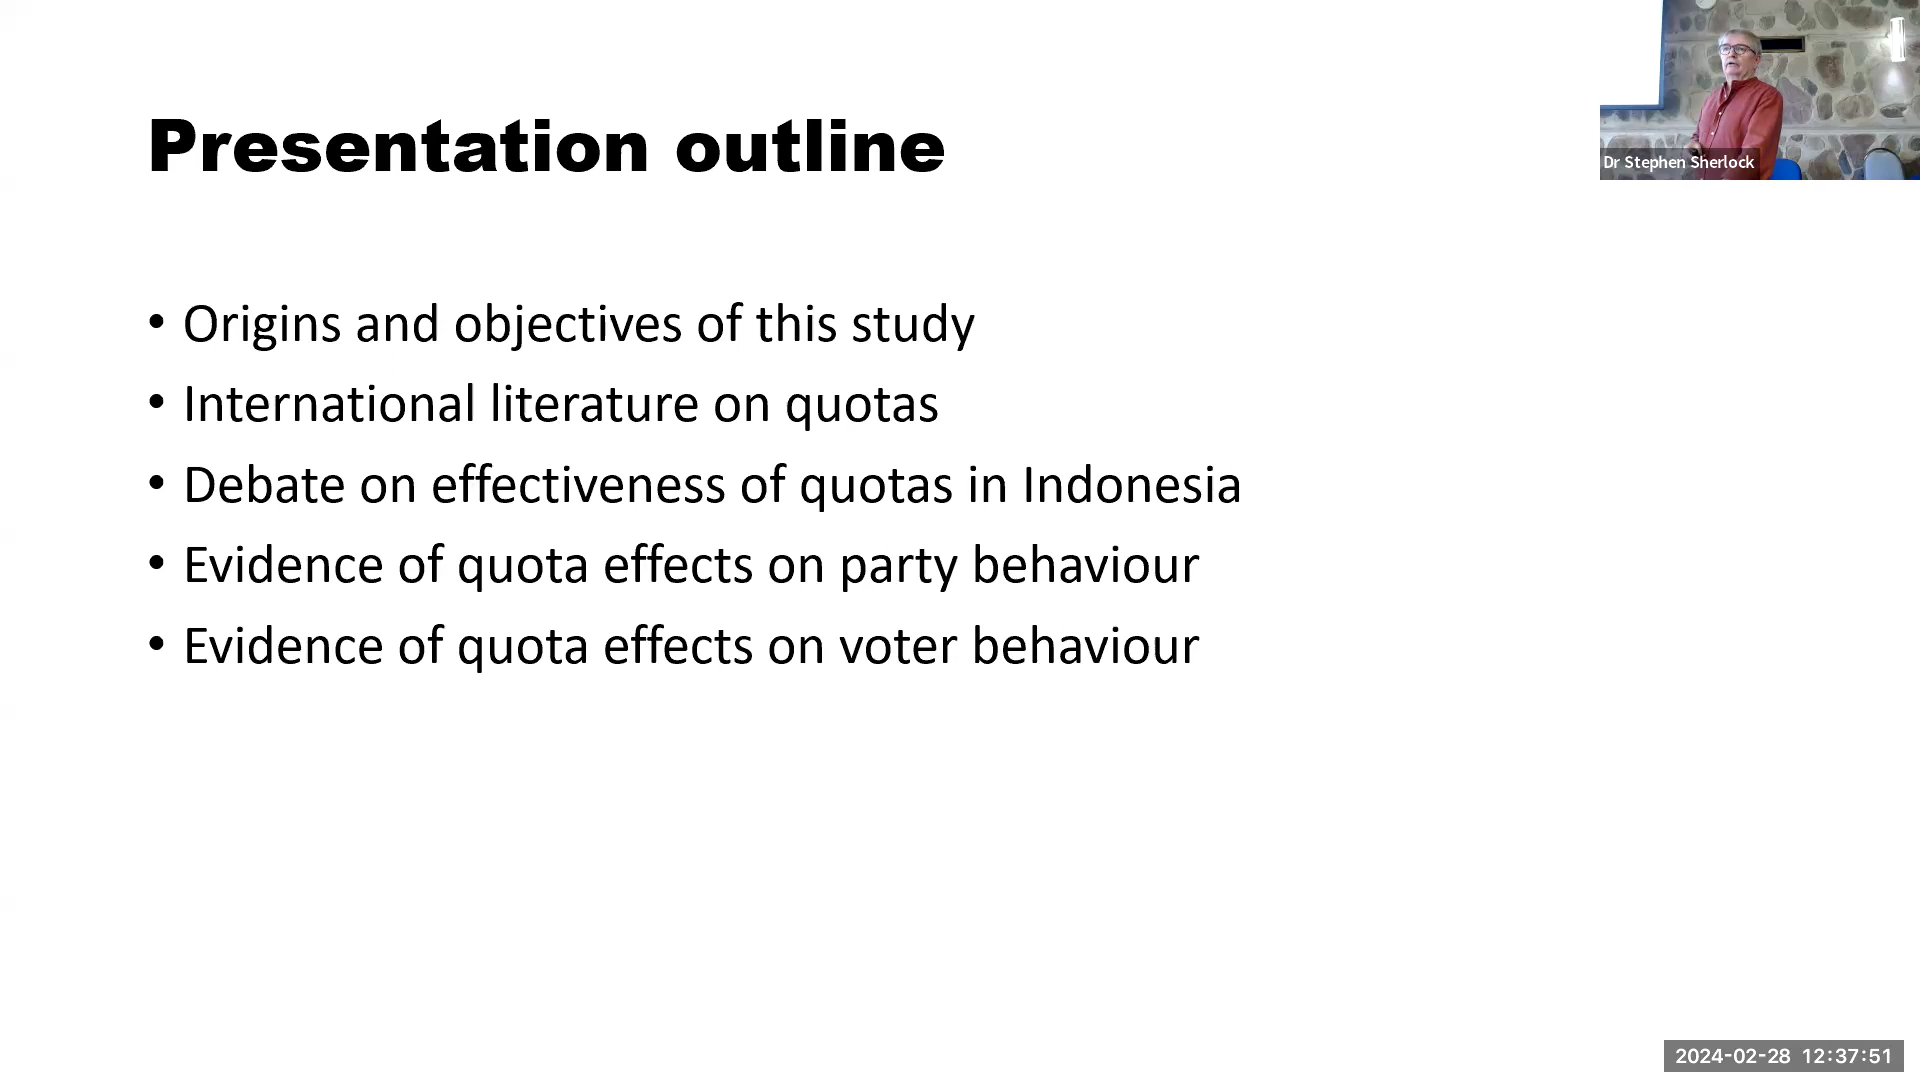 Presentation outline
Dr Stephen Sherlock
• Origins and objectives of this study
• International literature on quotas
• Debate on effectiveness of quotas in Indonesia
• Evidence of quota effects on party behaviour
• Evidence of quota effects on voter behaviour
2024-02-28 12:37:51